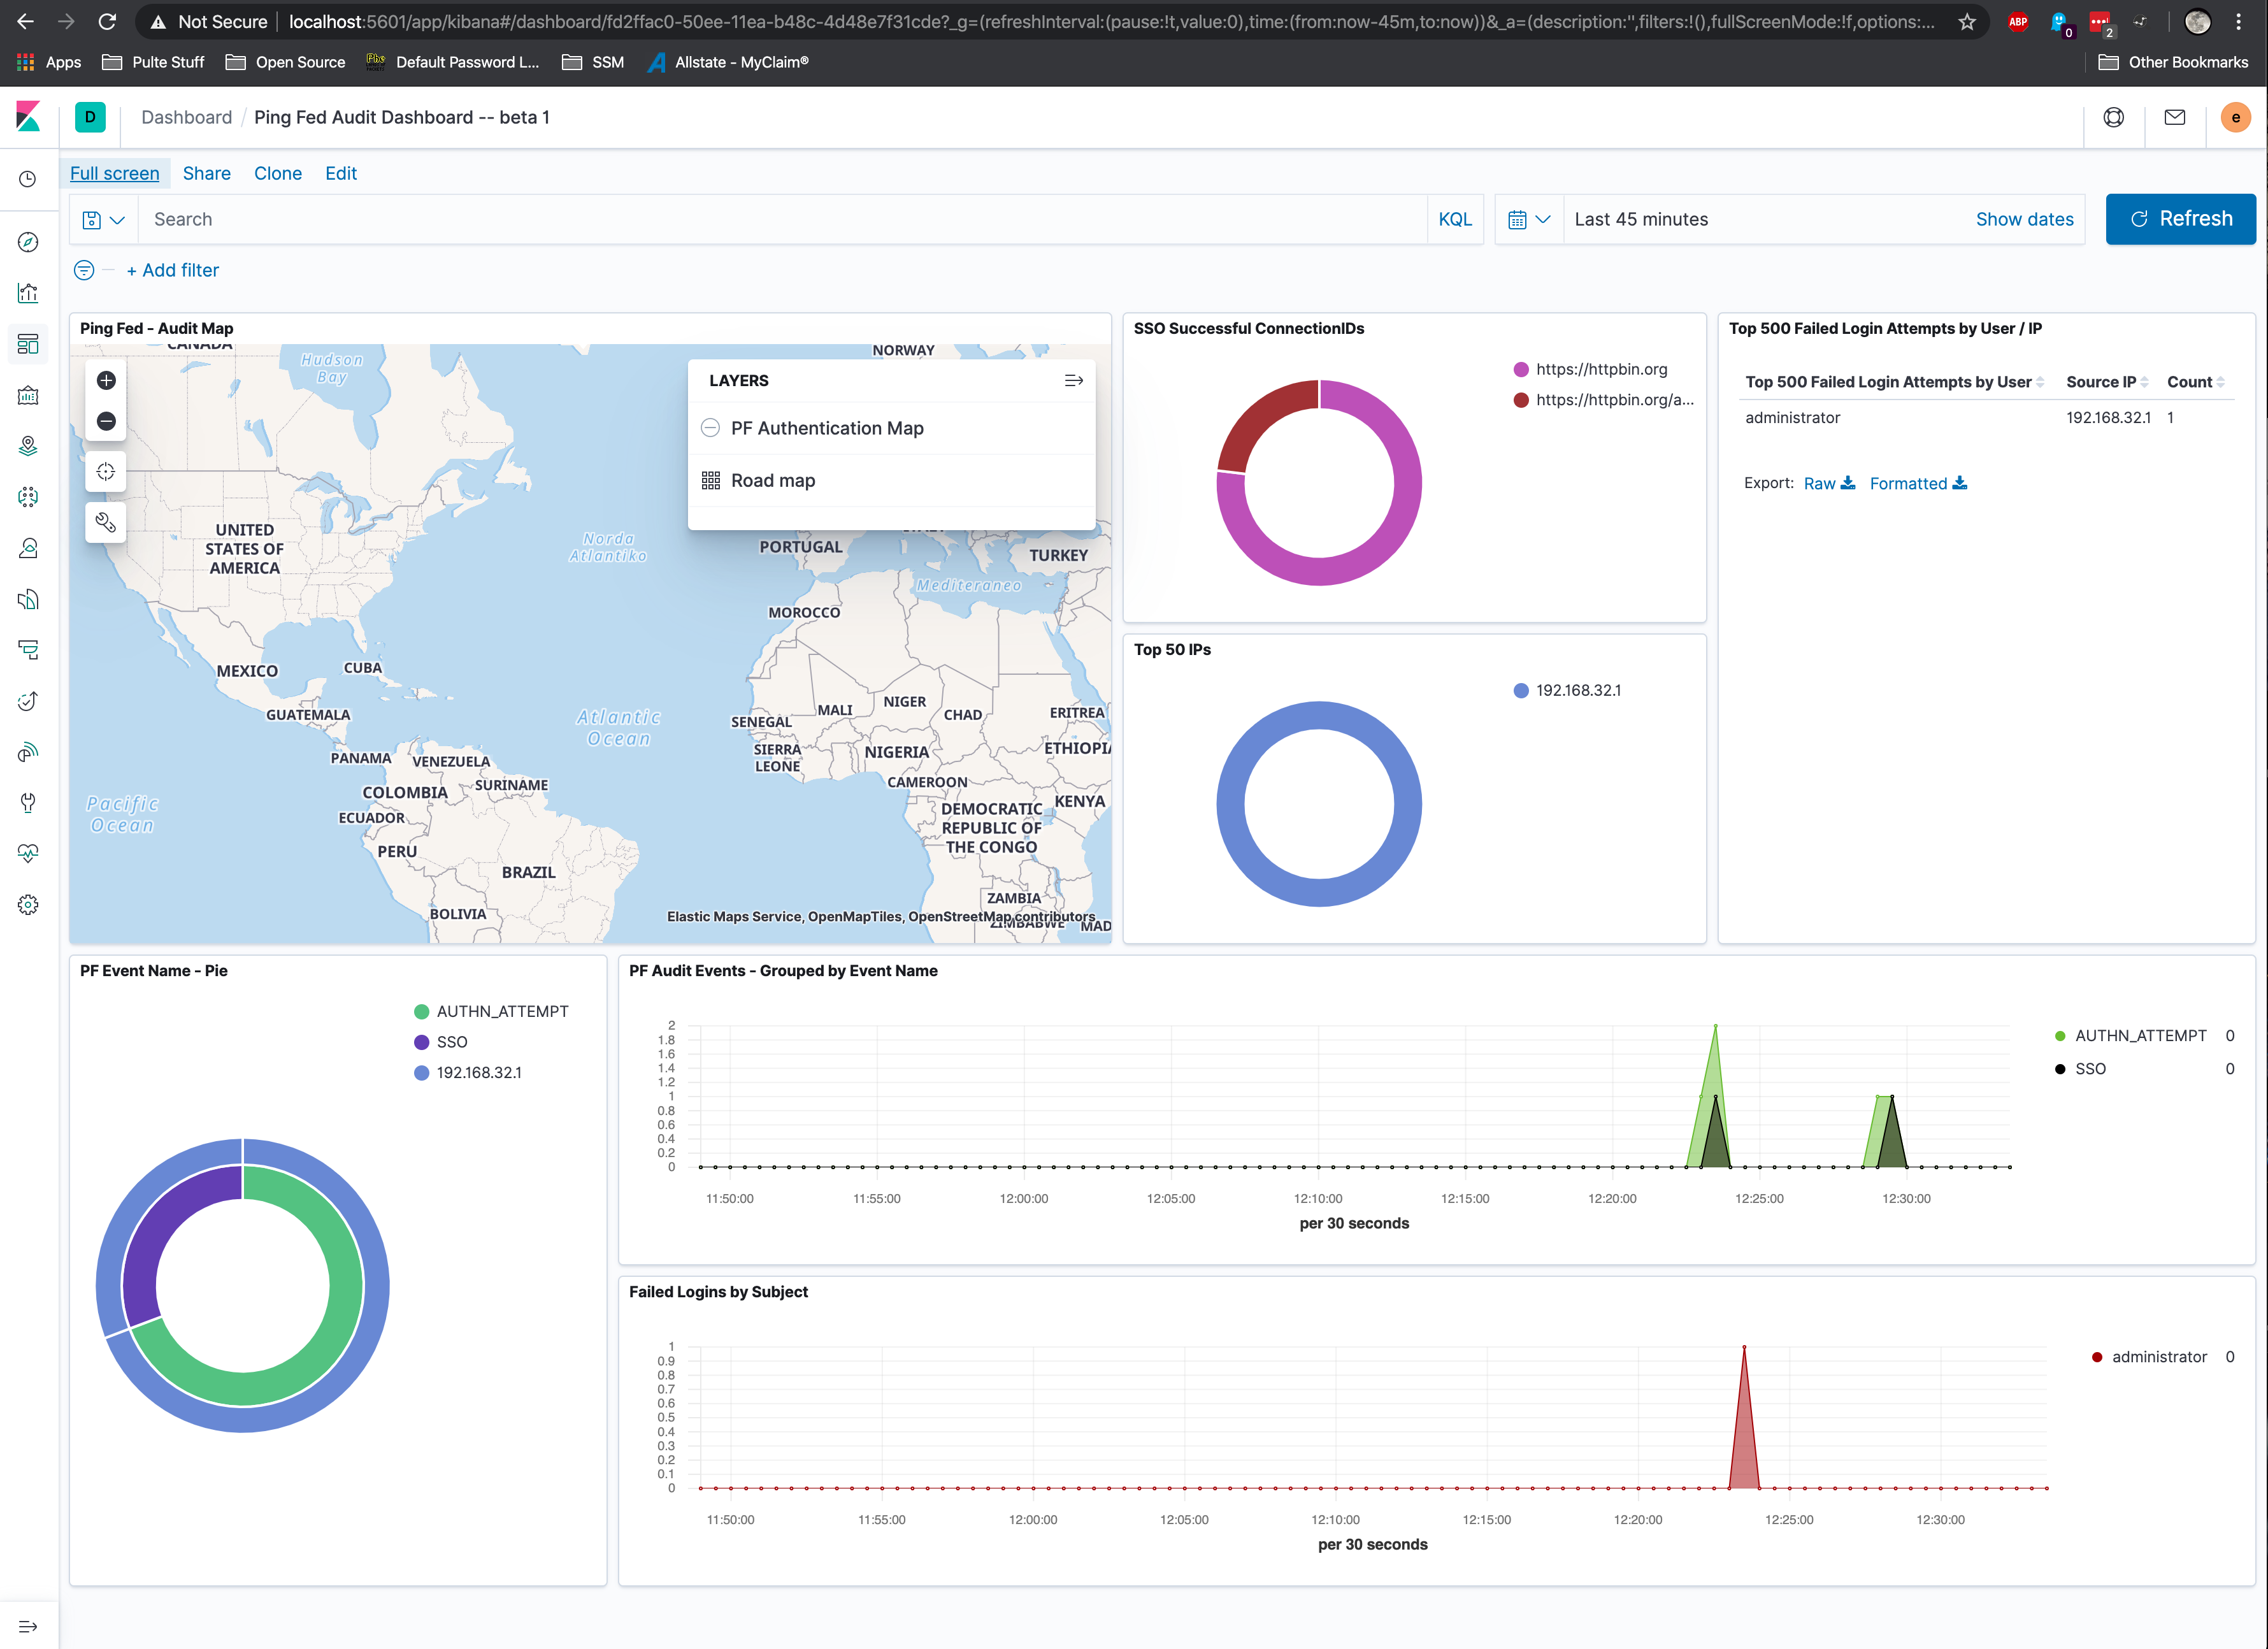 Not Secure | localhost:5601/app/kibana#/dashboard/fd2ffac0-50ee-11ea-b48c-4d48e7f31cde?_g=(refreshInterval:(pause:!t,value:0),time:(from:now-45m,to:now))&_a=(description:'',filters:!(),fullScreenMode:!f,options:...
ABP 0 2
Apps Pulte Stuff Open Source Default Password L... SSM Allstate - MyClaim® Other Bookmarks
D Dashboard / Ping Fed Audit Dashboard -- beta 1 e
Full screen Share Clone Edit
Search KQL Last 45 minutes Show dates Refresh
+ Add filter
Ping Fed - Audit Map
CANADA
Hudson
Bay
NORWAY
LAYERS
PF Authentication Map
Road map
UNITED
STATES OF
AMERICA
Norda
Atlantiko
PORTUGAL
TURKEY
Mediteraneo
MOROCCO
MEXICO
CUBA
GUATEMALA
Atlantic
Ocean
SENEGAL
MALI
NIGER
CHAD
ERITREA
SIERRA
LEONE
NIGERIA
ETHIOPIA
PANAMA
VENEZUELA
CAMEROON
COLOMBIA
SURINAME
ECUADOR
DEMOCRATIC
REPUBLIC OF
THE CONGO
KENYA
Pacific
Ocean
PERU
BRAZIL
ZAMBIA
BOLIVIA
Elastic Maps Service, OpenMapTiles, OpenStreetMap contributors
ZIMBABWE
MAD
SSO Successful ConnectionIDs
https://httpbin.org
https://httpbin.org/a...
Top 50 IPs
192.168.32.1
Top 500 Failed Login Attempts by User / IP
Top 500 Failed Login Attempts by User Source IP Count
administrator 192.168.32.1 1
Export: Raw Formatted
PF Event Name - Pie
AUTHN_ATTEMPT
SSO
192.168.32.1
PF Audit Events - Grouped by Event Name
2
1.8
1.6
1.4
1.2
1
0.8
0.6
0.4
0.2
0
11:50:00 11:55:00 12:00:00 12:05:00 12:10:00 12:15:00 12:20:00 12:25:00 12:30:00
per 30 seconds
AUTHN_ATTEMPT 0
SSO 0
Failed Logins by Subject
1
0.9
0.8
0.7
0.6
0.5
0.4
0.3
0.2
0.1
0
11:50:00 11:55:00 12:00:00 12:05:00 12:10:00 12:15:00 12:20:00 12:25:00 12:30:00
per 30 seconds
administrator 0